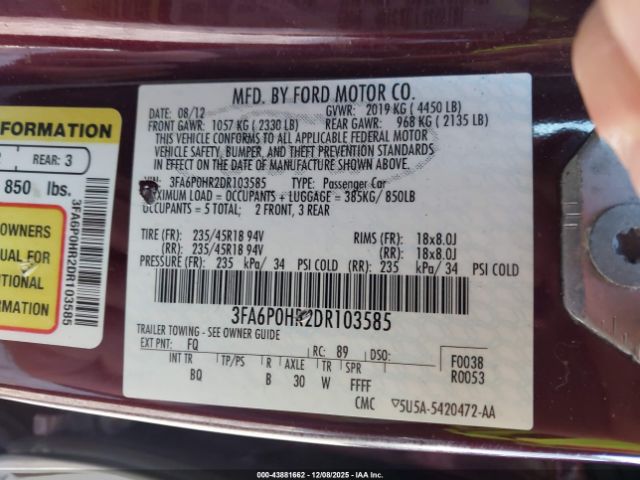 MFD. BY FORD MOTOR CO.
DATE: 08/12 GVWR: 2019 KG ( 4450 LB)
FRONT GAWR: 1057 KG ( 2330 LB) REAR GAWR: 968 KG ( 2135 LB)
THIS VEHICLE CONFORMS TO ALL APPLICABLE FEDERAL MOTOR
VEHICLE SAFETY, BUMPER, AND THEFT PREVENTION STANDARDS
IN EFFECT ON THE DATE OF MANUFACTURE SHOWN ABOVE.
3FA6P0HR2DR103585 TYPE: Passenger Car
MAXIMUM LOAD = OCCUPANTS + LUGGAGE = 385KG / 850LB
OCCUPANTS = 5 TOTAL; 2 FRONT, 3 REAR
TIRE (FR): 235/45R18 94V RIMS (FR): 18x8.0J
(RR): 235/45R18 94V (RR): 18x8.0J
PRESSURE (FR): 235 kPa/ 34 PSI COLD (RR): 235 kPa/ 34 PSI COLD
3FA6P0HR2DR103585
TRAILER TOWING - SEE OWNER GUIDE
EXT PNT: FQ RC: 89 DSO:
INT TR TP/PS R AXLE TR SPR F0038
BQ B 30 W FFFF R0053
CMC 5U5A-5420472-AA
FORMATION
REAR: 3
850 lbs.
OWNERS
UAL FOR
ITIONAL
MATION
3FA6P0HR2DR103585
000-43881662 | 12/08/2025 | IAAI.com